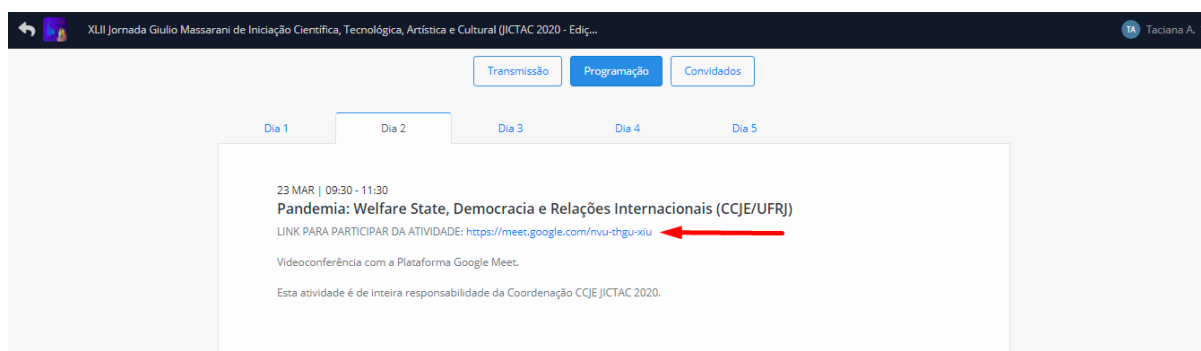 XLII Jornada Giulio Massarani de Iniciação Científica, Tecnológica, Artística e Cultural (JICTAC 2020 - Ediç...
TA Taciana A.
Transmissão Programação Convidados
Dia 1 Dia 2 Dia 3 Dia 4 Dia 5
23 MAR | 09:30 - 11:30
Pandemia: Welfare State, Democracia e Relações Internacionais (CCJE/UFRJ)
LINK PARA PARTICIPAR DA ATIVIDADE: https://meet.google.com/nvu-thgu-xiu
Videoconferência com a Plataforma Google Meet.
Esta atividade é de inteira responsabilidade da Coordenação CCJE JICTAC 2020.